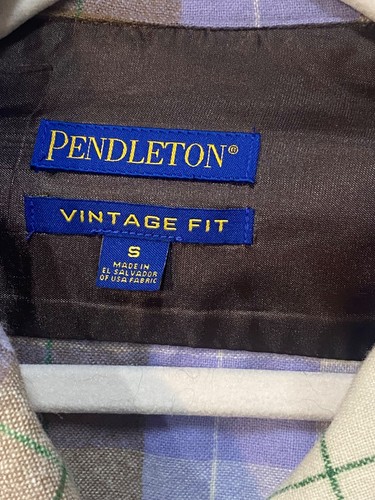 PENDLETON®
VINTAGE FIT
S
MADE IN
EL SALVADOR
OF USA FABRIC